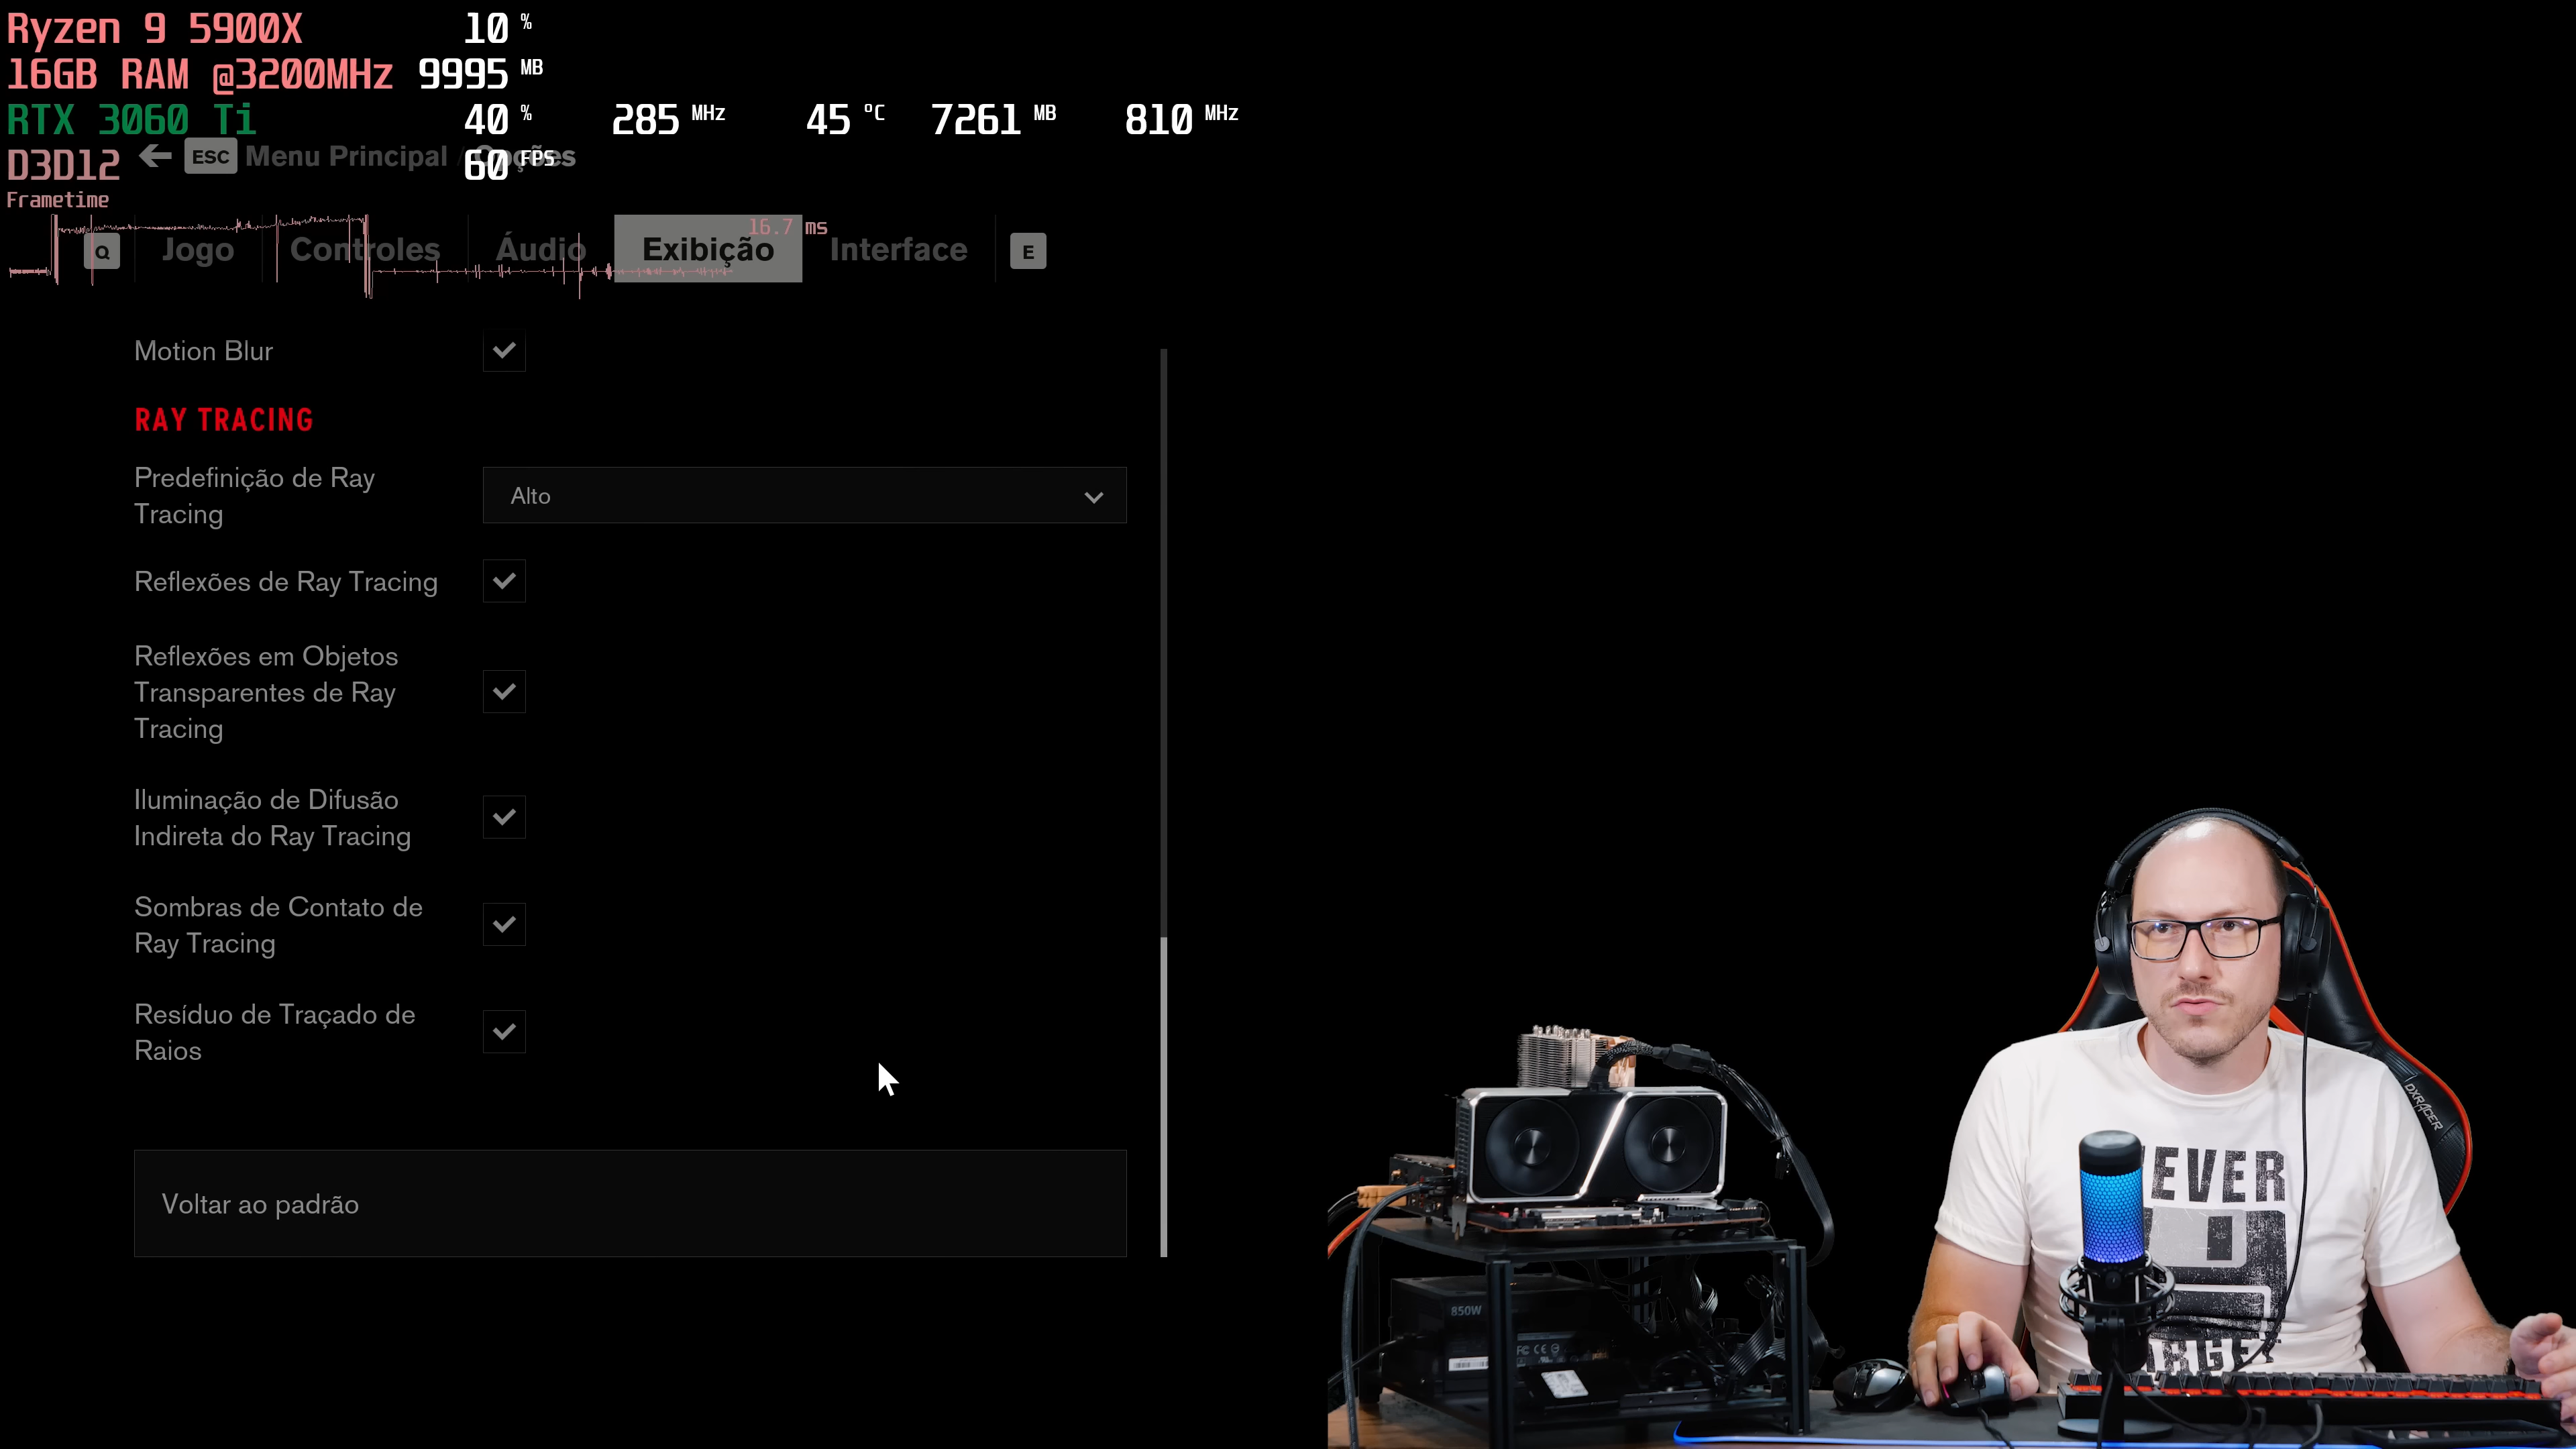 Ryzen 9 5900X 10 %
16GB RAM @3200MHz 9995 MB
RTX 3060 Ti 40 % 285 MHz 45 °C 7261 MB 810 MHz
D3D12 60 FPS
ESC Menu Principal / Opções
Frametime
16.7 ms
Q Jogo Controles Áudio Exibição Interface E
Motion Blur
RAY TRACING
Predefinição de Ray
Tracing
Alto
Reflexões de Ray Tracing
Reflexões em Objetos
Transparentes de Ray
Tracing
Iluminação de Difusão
Indireta do Ray Tracing
Sombras de Contato de
Ray Tracing
Resíduo de Traçado de
Raios
Voltar ao padrão
850W
FC CE
DXRACER
EVER